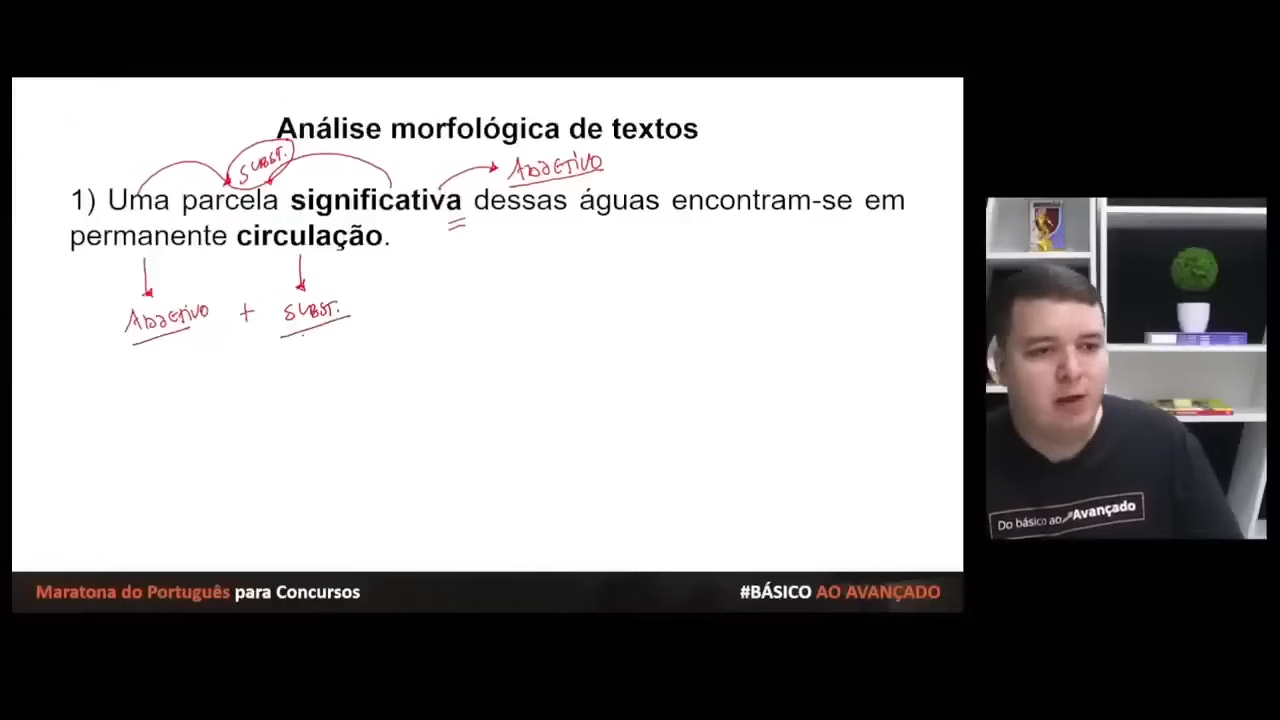 Análise morfológica de textos
SUBST.
ADJETIVO
1) Uma parcela significativa dessas águas encontram-se em
permanente circulação.
ADJETIVO + SUBST.
Do básico ao Avançado
Maratona do Português para Concursos
#BÁSICO AO AVANÇADO